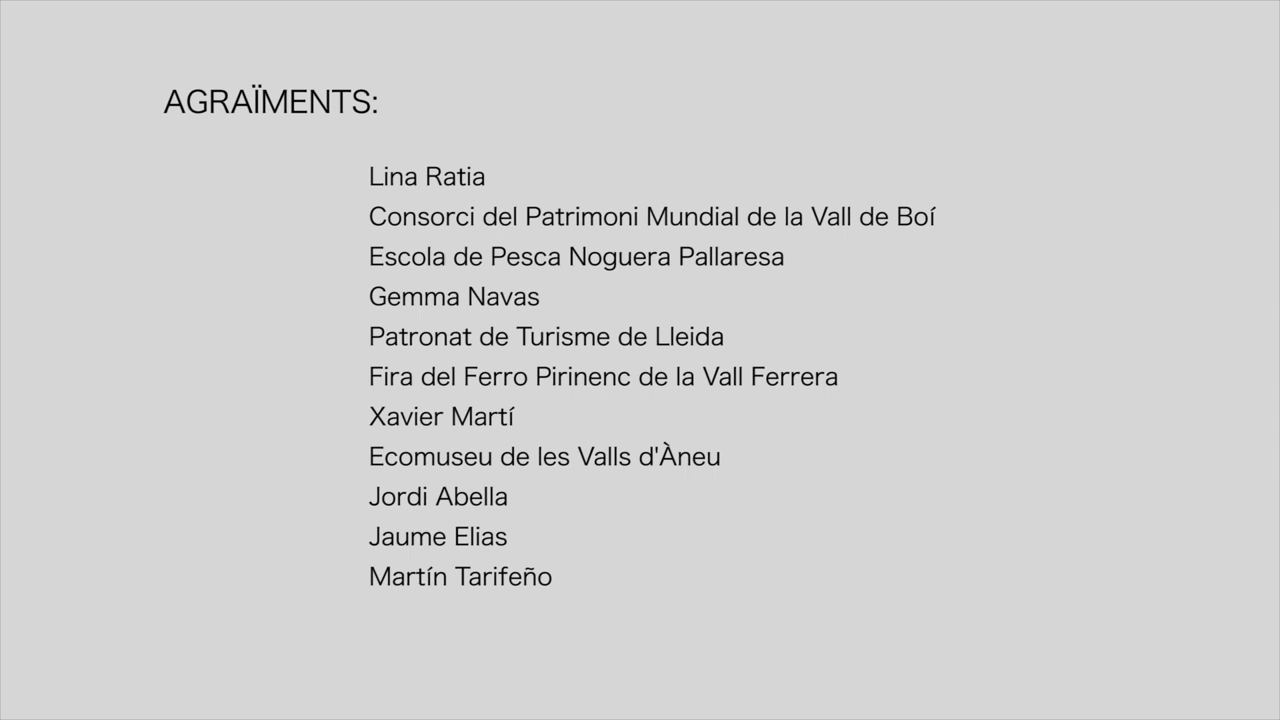 AGRAÏMENTS:
Lina Ratia
Consorci del Patrimoni Mundial de la Vall de Boí
Escola de Pesca Noguera Pallaresa
Gemma Navas
Patronat de Turisme de Lleida
Fira del Ferro Pirinenc de la Vall Ferrera
Xavier Martí
Ecomuseu de les Valls d'Àneu
Jordi Abella
Jaume Elias
Martín Tarifeño